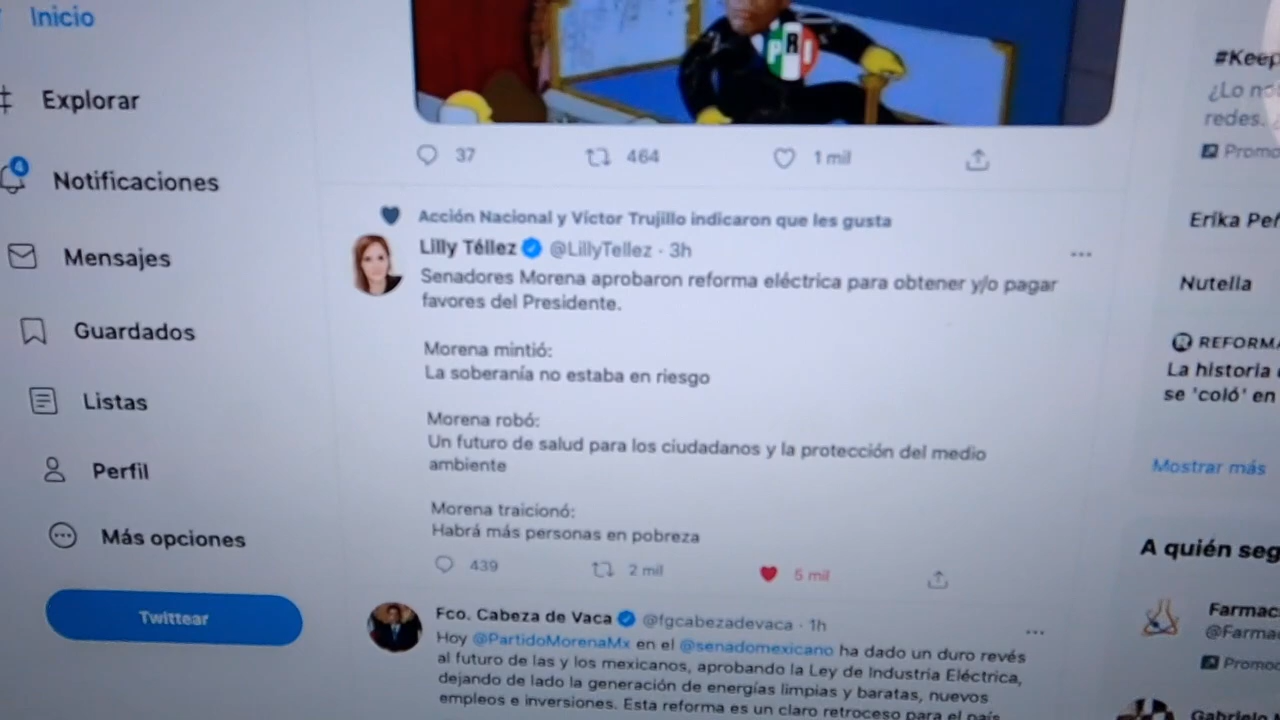 Inicio
Explorar
4
Notificaciones
Mensajes
Guardados
Listas
Perfil
Más opciones
Twittear
PRI
37 464 1 mil
Acción Nacional y Víctor Trujillo indicaron que les gusta
Lilly Téllez @LillyTellez · 3h
Senadores Morena aprobaron reforma eléctrica para obtener y/o pagar
favores del Presidente.
Morena mintió:
La soberanía no estaba en riesgo
Morena robó:
Un futuro de salud para los ciudadanos y la protección del medio
ambiente
Morena traicionó:
Habrá más personas en pobreza
439 2 mil 5 mil
Fco. Cabeza de Vaca @fgcabezadevaca · 1h
Hoy @PartidoMorenaMx en el @senadomexicano ha dado un duro revés
al futuro de las y los mexicanos, aprobando la Ley de Industria Eléctrica,
dejando de lado la generación de energías limpias y baratas, nuevos
empleos e inversiones. Esta reforma es un claro retroceso para el país
#Keep
¿Lo
redes.
Promo
Erika Peñ
Nutella
REFORMA
La historia
se 'coló' en
Mostrar más
A quién seg
Farmac
@Farma
Promoc
Gabriel